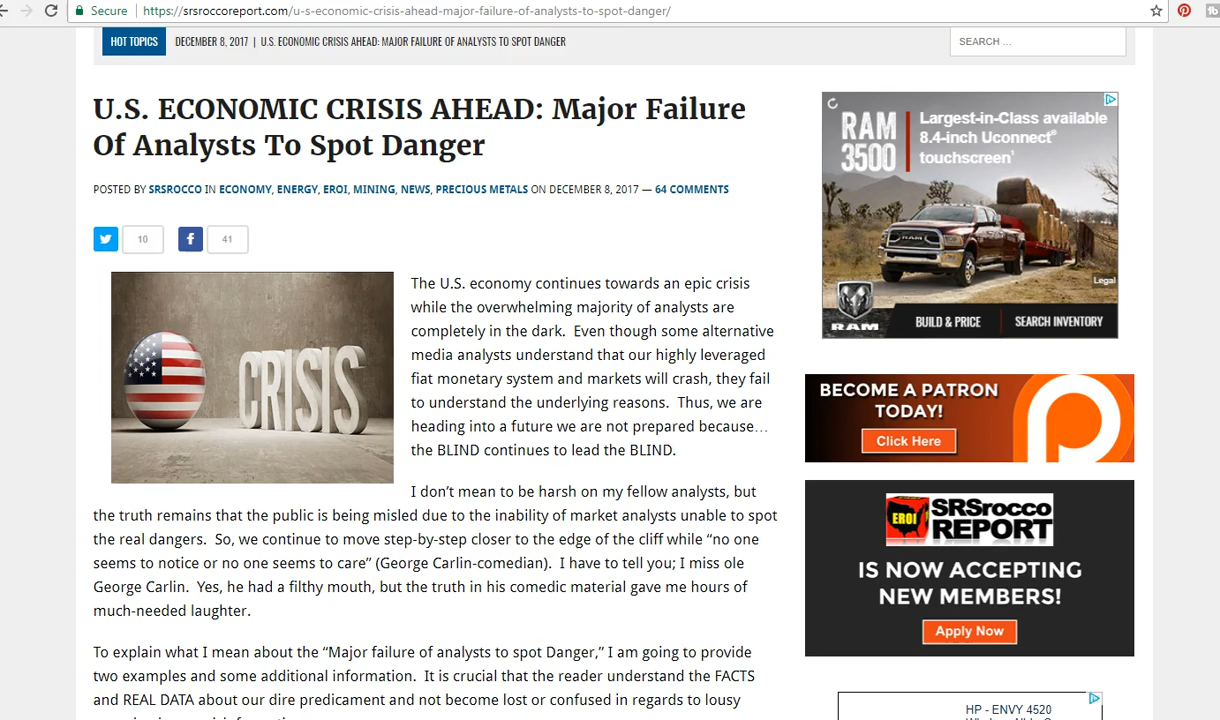 Secure
https://srsroccoreport.com/u-s-economic-crisis-ahead-major-failure-of-analysts-to-spot-danger/
HOT TOPICS
DECEMBER 8, 2017 | U.S. ECONOMIC CRISIS AHEAD: MAJOR FAILURE OF ANALYSTS TO SPOT DANGER
SEARCH …
U.S. ECONOMIC CRISIS AHEAD: Major Failure
Of Analysts To Spot Danger
POSTED BY SRSROCCO IN ECONOMY, ENERGY, EROI, MINING, NEWS, PRECIOUS METALS ON DECEMBER 8, 2017 — 64 COMMENTS
10
41
CRISIS
The U.S. economy continues towards an epic crisis
while the overwhelming majority of analysts are
completely in the dark.  Even though some alternative
media analysts understand that our highly leveraged
fiat monetary system and markets will crash, they fail
to understand the underlying reasons.  Thus, we are
heading into a future we are not prepared because…
the BLIND continues to lead the BLIND.
I don’t mean to be harsh on my fellow analysts, but
the truth remains that the public is being misled due to the inability of market analysts unable to spot
the real dangers.  So, we continue to move step-by-step closer to the edge of the cliff while “no one
seems to notice or no one seems to care” (George Carlin-comedian).  I have to tell you; I miss ole
George Carlin.  Yes, he had a filthy mouth, but the truth in his comedic material gave me hours of
much-needed laughter.
To explain what I mean about the “Major failure of analysts to spot Danger,” I am going to provide
two examples and some additional information.  It is crucial that the reader understand the FACTS
and REAL DATA about our dire predicament and not become lost or confused in regards to lousy
RAM
3500
Largest-in-Class available
8.4-inch Uconnect®
touchscreen¹
RAM
Legal
RAM
BUILD & PRICE
SEARCH INVENTORY
BECOME A PATRON
TODAY!
Click Here
EROI
SRSrocco
REPORT
IS NOW ACCEPTING
NEW MEMBERS!
Apply Now
HP - ENVY 4520